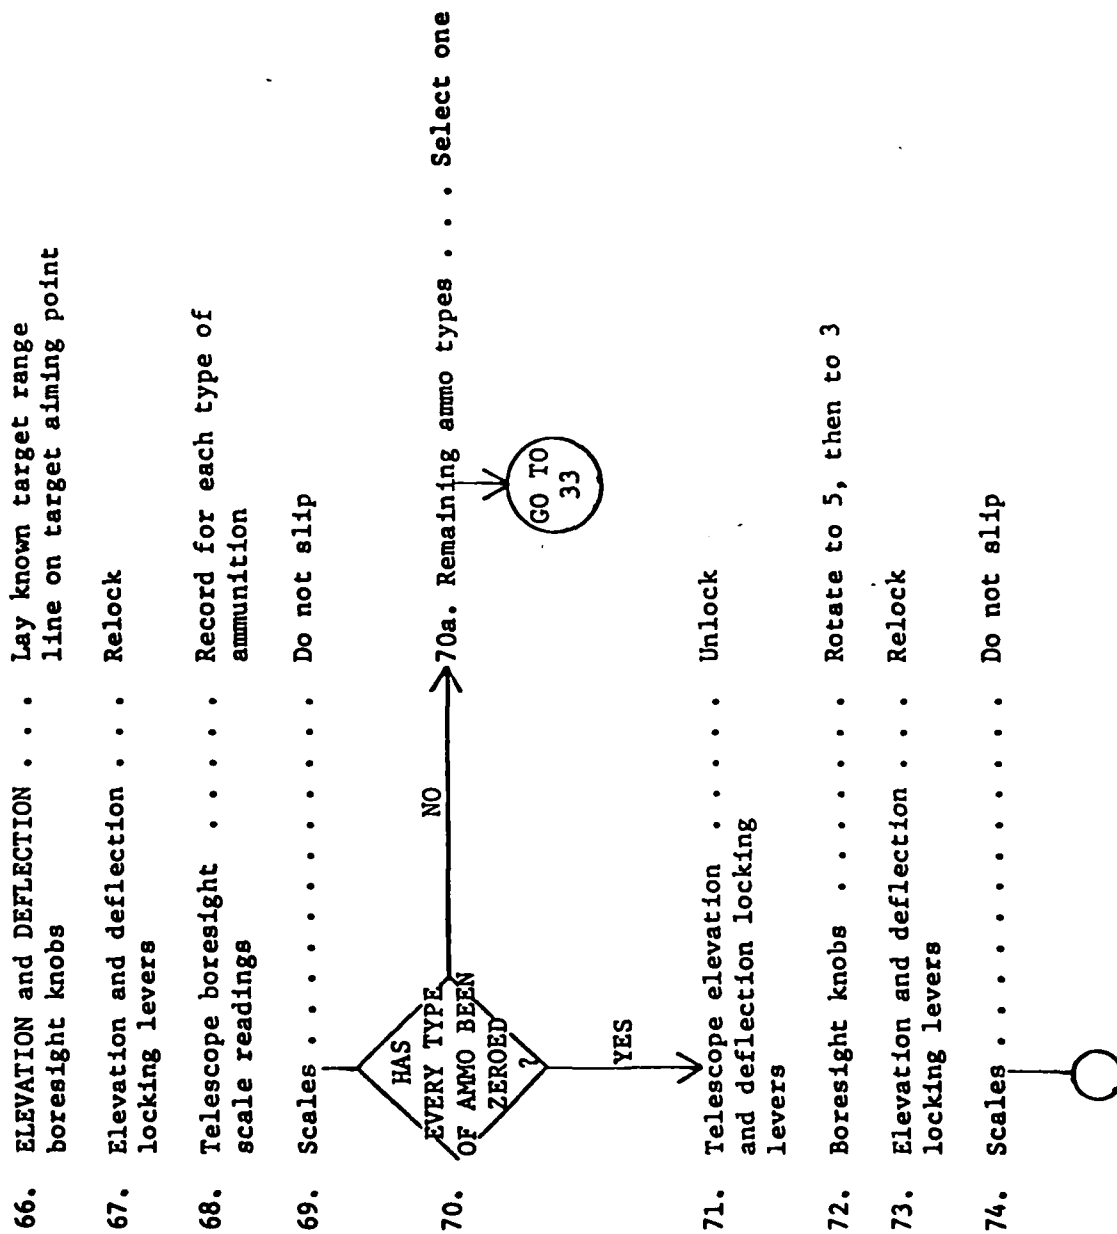 66. ELEVATION and DEFLECTION . . . Lay known target range
boresight knobs line on target aiming point
67. Elevation and deflection . . . Relock
locking levers
68. Telescope boresight . . . . . Record for each type of
scale readings ammunition
69. Scales . . . . . . . . . . . . Do not slip
70. HAS
EVERY TYPE
OF AMMO BEEN
ZEROED
?
NO
70a. Remaining ammo types . . . Select one
GO TO
33
YES
71. Telescope elevation . . . . . Unlock
and deflection locking
levers
72. Boresight knobs . . . . . . . Rotate to 5, then to 3
73. Elevation and deflection . . . Relock
locking levers
74. Scales . . . . . . . . . . . . Do not slip